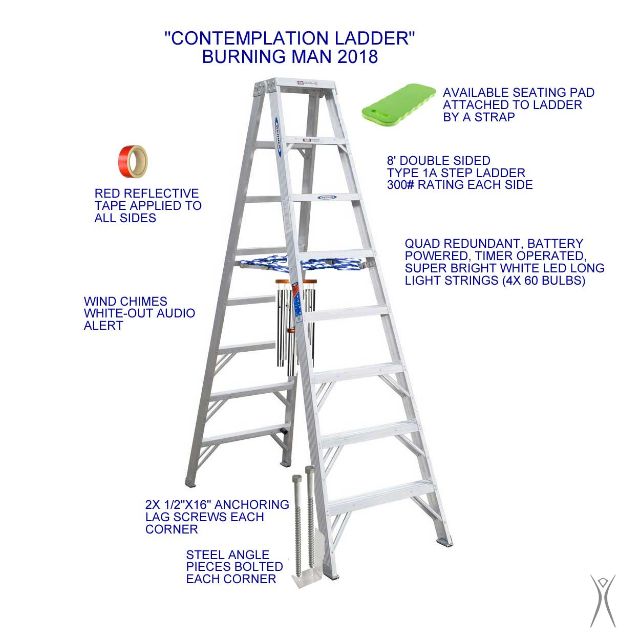 "CONTEMPLATION LADDER"
BURNING MAN 2018
AVAILABLE SEATING PAD
ATTACHED TO LADDER
BY A STRAP
8' DOUBLE SIDED
TYPE 1A STEP LADDER
300# RATING EACH SIDE
RED REFLECTIVE
TAPE APPLIED TO
ALL SIDES
QUAD REDUNDANT, BATTERY
POWERED, TIMER OPERATED,
SUPER BRIGHT WHITE LED LONG
LIGHT STRINGS (4X 60 BULBS)
WIND CHIMES
WHITE-OUT AUDIO
ALERT
2X 1/2"X16" ANCHORING
LAG SCREWS EACH
CORNER
STEEL ANGLE
PIECES BOLTED
EACH CORNER